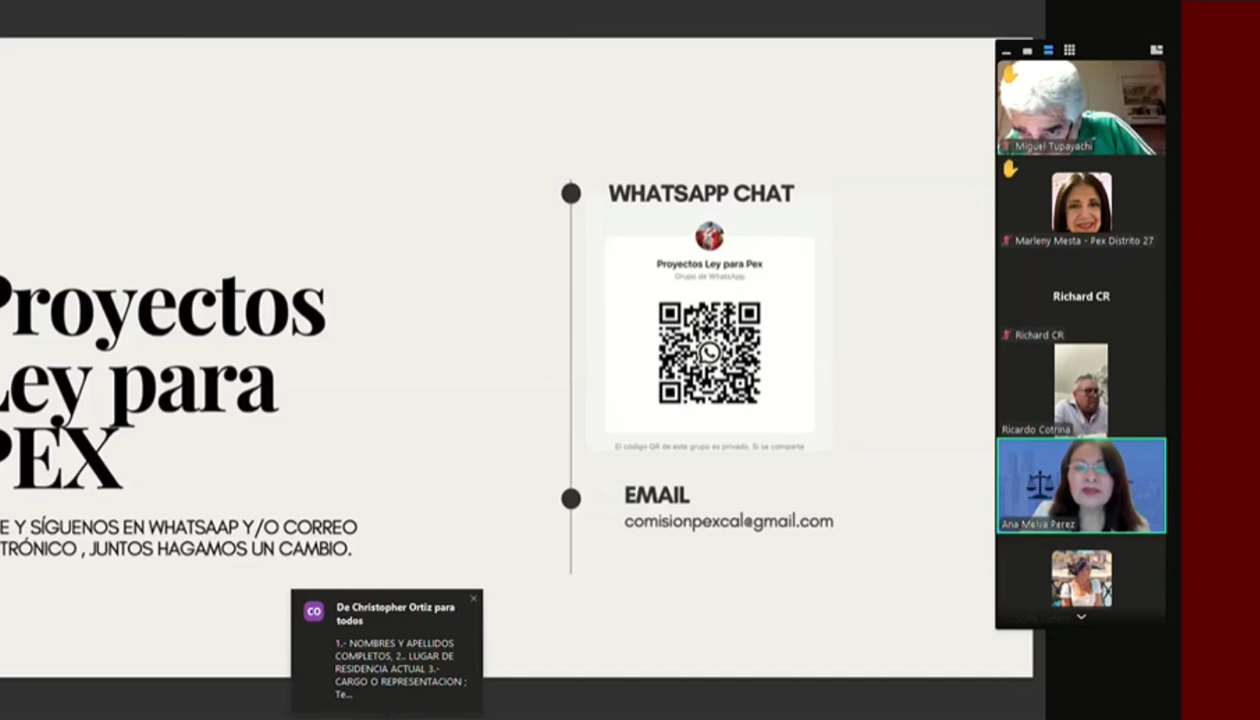 Proyectos
Ley para
PEX
E Y SÍGUENOS EN WHATSAAP Y/O CORREO
TRÓNICO , JUNTOS HAGAMOS UN CAMBIO.
WHATSAPP CHAT
Proyectos Ley para Pex
Grupo de WhatsApp
El código QR de este grupo es privado. Si se comparte
EMAIL
comisionpexcal@gmail.com
CO
De Christopher Ortiz para
todos
1.- NOMBRES Y APELLIDOS
COMPLETOS, 2.. LUGAR DE
RESIDENCIA ACTUAL 3.-
CARGO O REPRESENTACION ;
Te...
Miguel Tupayachi
Marleny Mesta - Pex Distrito 27
Richard CR
Richard CR
Ricardo Cotrina
Ana Melva Perez